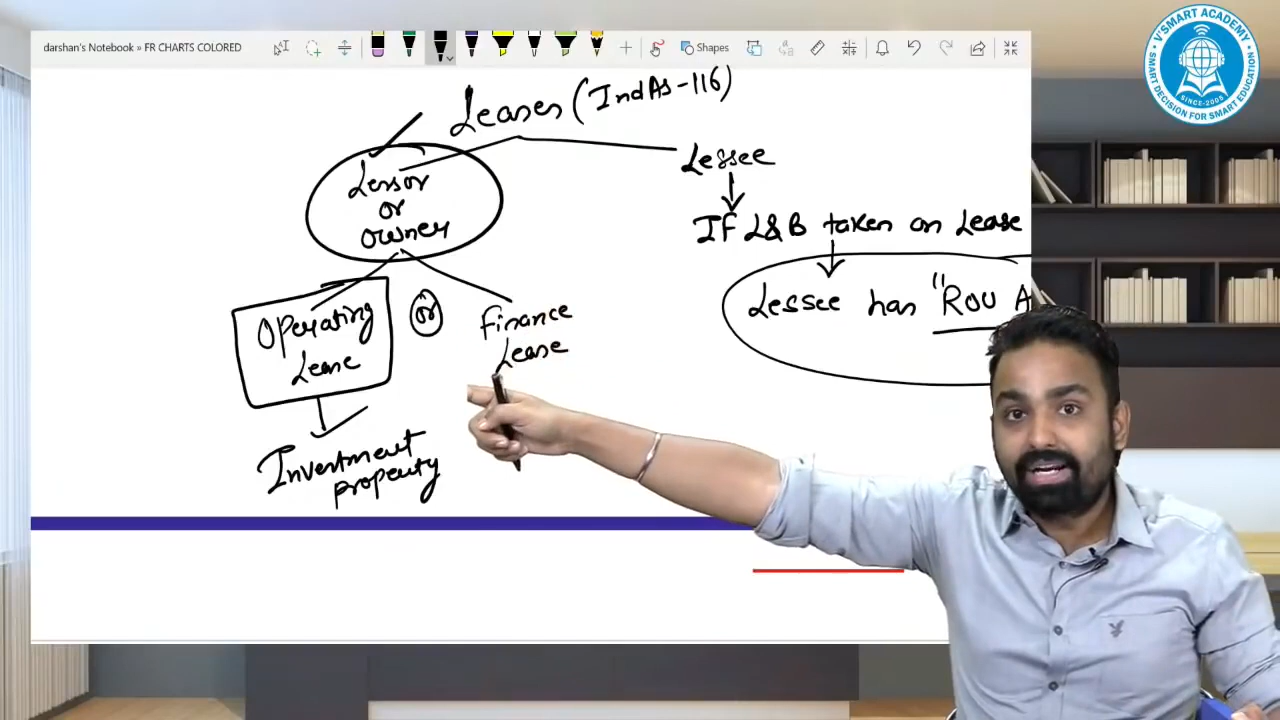 darshan's Notebook » FR CHARTS COLORED
Shapes
V'SMART ACADEMY
SMART DECISION FOR SMART EDUCATION
SINCE-2005
Leases (IndAs-116)
Lessor
or
owner
Lessee
IF L&B taken on Lease
Lessee has "ROU A
Operating
Lease
or
Finance
Lease
Investment
property